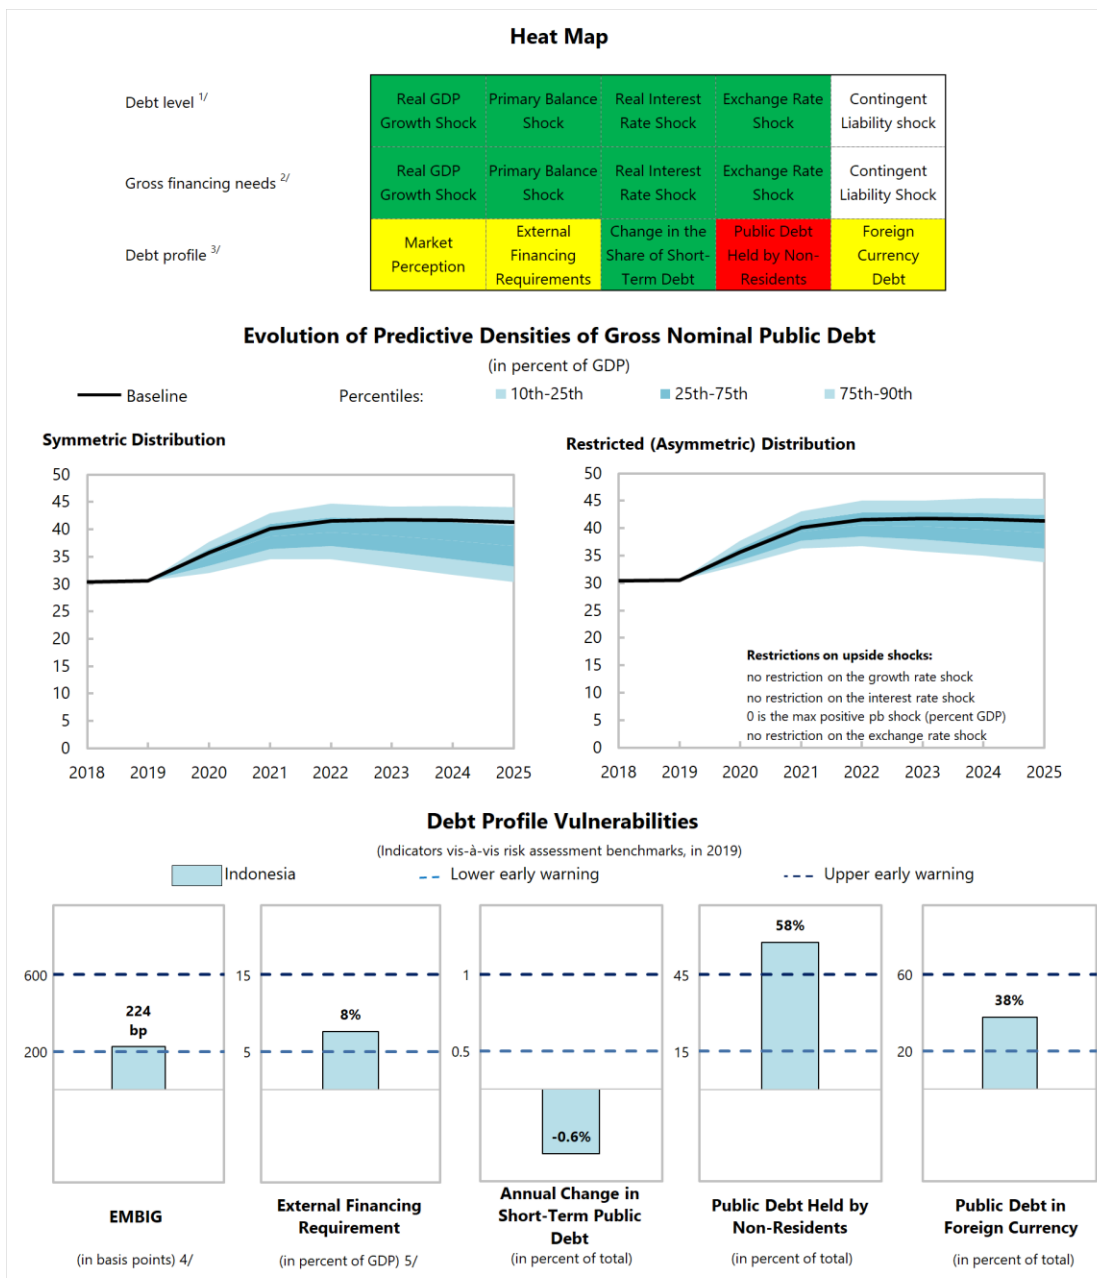 Heat Map
Debt level 1/
Real GDP Growth Shock
Primary Balance Shock
Real Interest Rate Shock
Exchange Rate Shock
Contingent Liability shock
Gross financing needs 2/
Real GDP Growth Shock
Primary Balance Shock
Real Interest Rate Shock
Exchange Rate Shock
Contingent Liability Shock
Debt profile 3/
Market Perception
External Financing Requirements
Change in the Share of Short-Term Debt
Public Debt Held by Non-Residents
Foreign Currency Debt
Evolution of Predictive Densities of Gross Nominal Public Debt
(in percent of GDP)
Baseline
Percentiles:
10th-25th
25th-75th
75th-90th
Symmetric Distribution
50
45
40
35
30
25
20
15
10
5
0
2018 2019 2020 2021 2022 2023 2024 2025
Restricted (Asymmetric) Distribution
50
45
40
35
30
25
20
15
10
5
0
Restrictions on upside shocks:
no restriction on the growth rate shock
no restriction on the interest rate shock
0 is the max positive pb shock (percent GDP)
no restriction on the exchange rate shock
2018 2019 2020 2021 2022 2023 2024 2025
Debt Profile Vulnerabilities
(Indicators vis-à-vis risk assessment benchmarks, in 2019)
Indonesia
Lower early warning
Upper early warning
600
200
224
bp
EMBIG
(in basis points) 4/
15
5
8%
External Financing
Requirement
(in percent of GDP) 5/
1
0.5
-0.6%
Annual Change in
Short-Term Public
Debt
(in percent of total)
45
15
58%
Public Debt Held by
Non-Residents
(in percent of total)
60
20
38%
Public Debt in
Foreign Currency
(in percent of total)